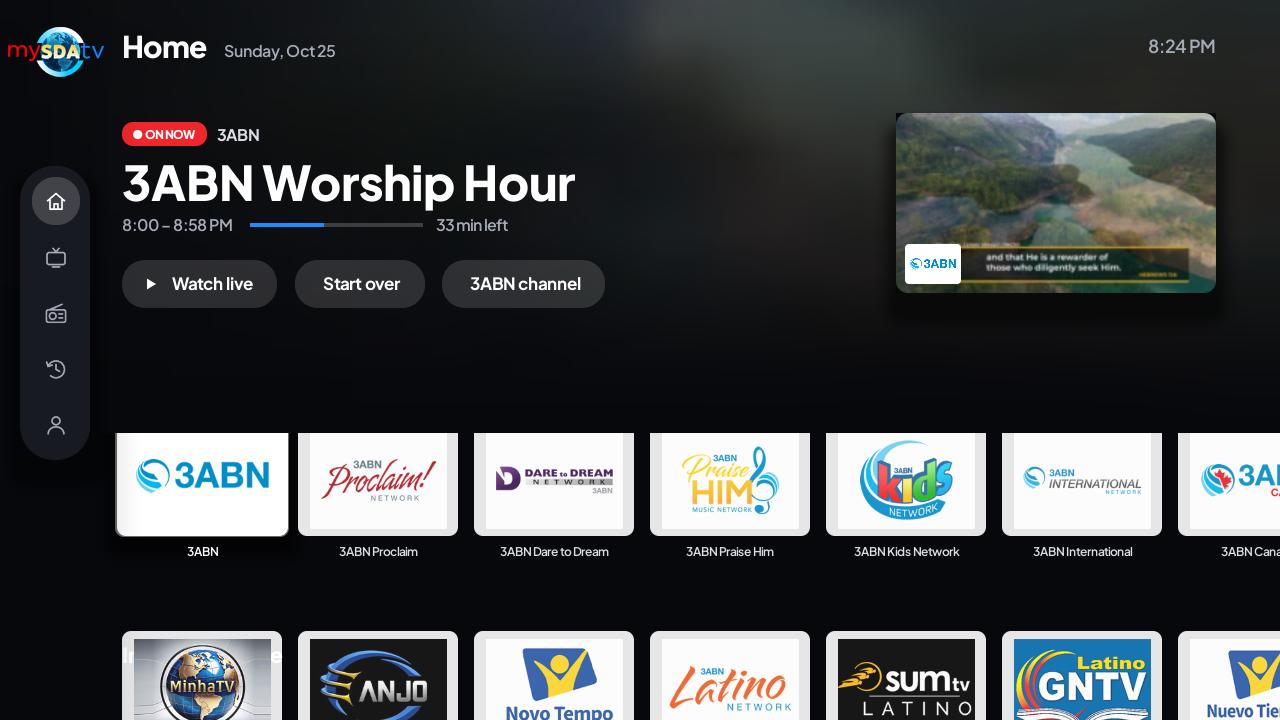 mySDAtv
Home
Sunday, Oct 25
8:24 PM
ON NOW
3ABN
3ABN Worship Hour
8:00 – 8:58 PM
33 min left
Watch live
Start over
3ABN channel
and that He is a rewarder of
those who diligently seek Him.
3ABN
3ABN
3ABN
Proclaim!
NETWORK
DARE to DREAM
NETWORK
3ABN
3ABN
Praise
HIM
MUSIC NETWORK
3ABN
kids
NETWORK
3ABN
INTERNATIONAL
NETWORK
3ABN
3ABN Proclaim
3ABN Dare to Dream
3ABN Praise Him
3ABN Kids Network
3ABN International
MinhaTV
ANJO
Novo Tempo
3ABN
Latino
NETWORK
sumtv
LATINO
Latino
GNTV